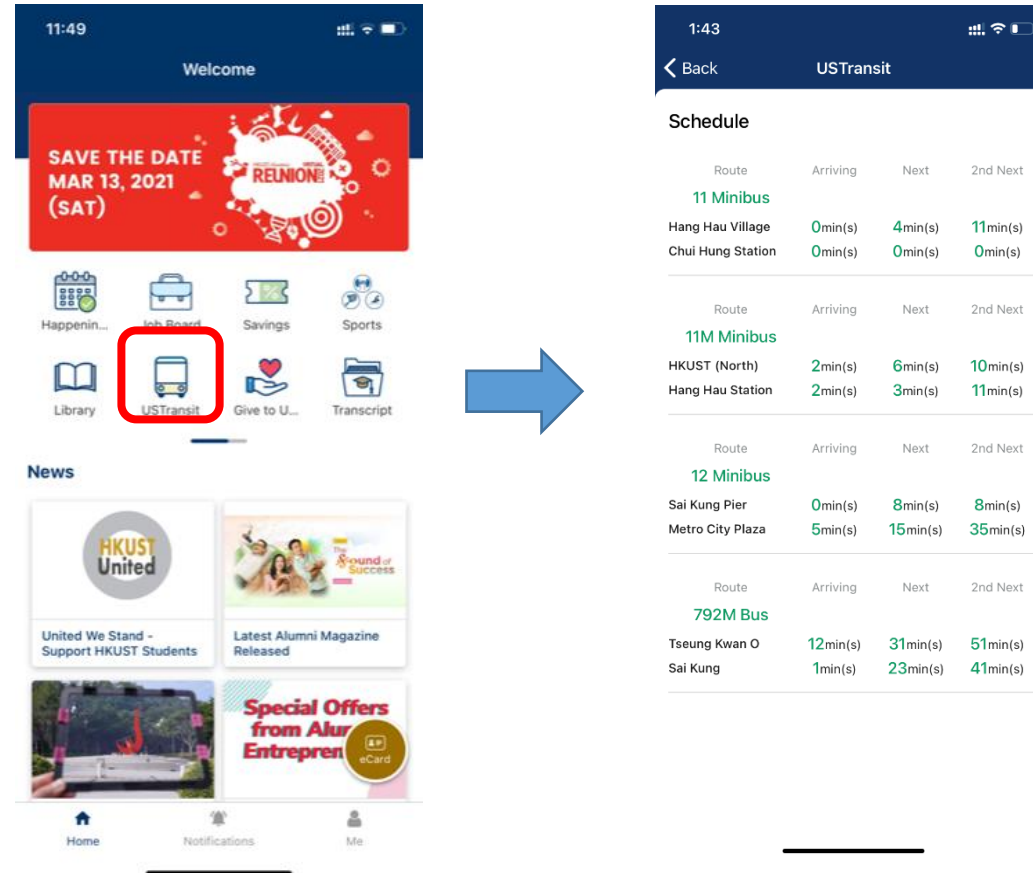 11:49
Welcome
SAVE THE DATE
MAR 13, 2021
(SAT)
REUNION
Happenin...
Job Board
Savings
Sports
Library
USTransit
Give to U...
Transcript
News
HKUST
United
The
Sound of
Success
United We Stand -
Support HKUST Students
Latest Alumni Magazine
Released
Special Offers
from Alum
Entrepren
eCard
Home
Notifications
Me
1:43
Back
USTransit
Schedule
Route Arriving Next 2nd Next
11 Minibus
Hang Hau Village 0min(s) 4min(s) 11min(s)
Chui Hung Station 0min(s) 0min(s) 0min(s)
Route Arriving Next 2nd Next
11M Minibus
HKUST (North) 2min(s) 6min(s) 10min(s)
Hang Hau Station 2min(s) 3min(s) 11min(s)
Route Arriving Next 2nd Next
12 Minibus
Sai Kung Pier 0min(s) 8min(s) 8min(s)
Metro City Plaza 5min(s) 15min(s) 35min(s)
Route Arriving Next 2nd Next
792M Bus
Tseung Kwan O 12min(s) 31min(s) 51min(s)
Sai Kung 1min(s) 23min(s) 41min(s)